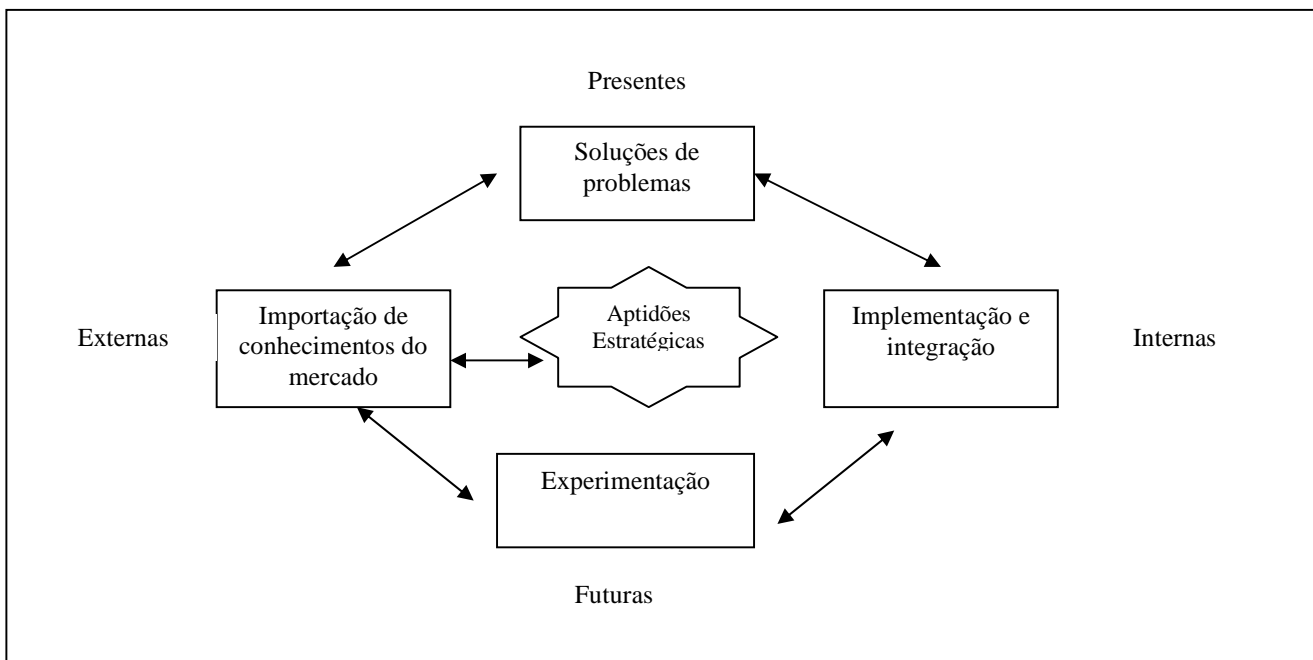 Presentes
Soluções de
problemas
Externas
Importação de
conhecimentos do
mercado
Aptidões
Estratégicas
Implementação e
integração
Internas
Experimentação
Futuras